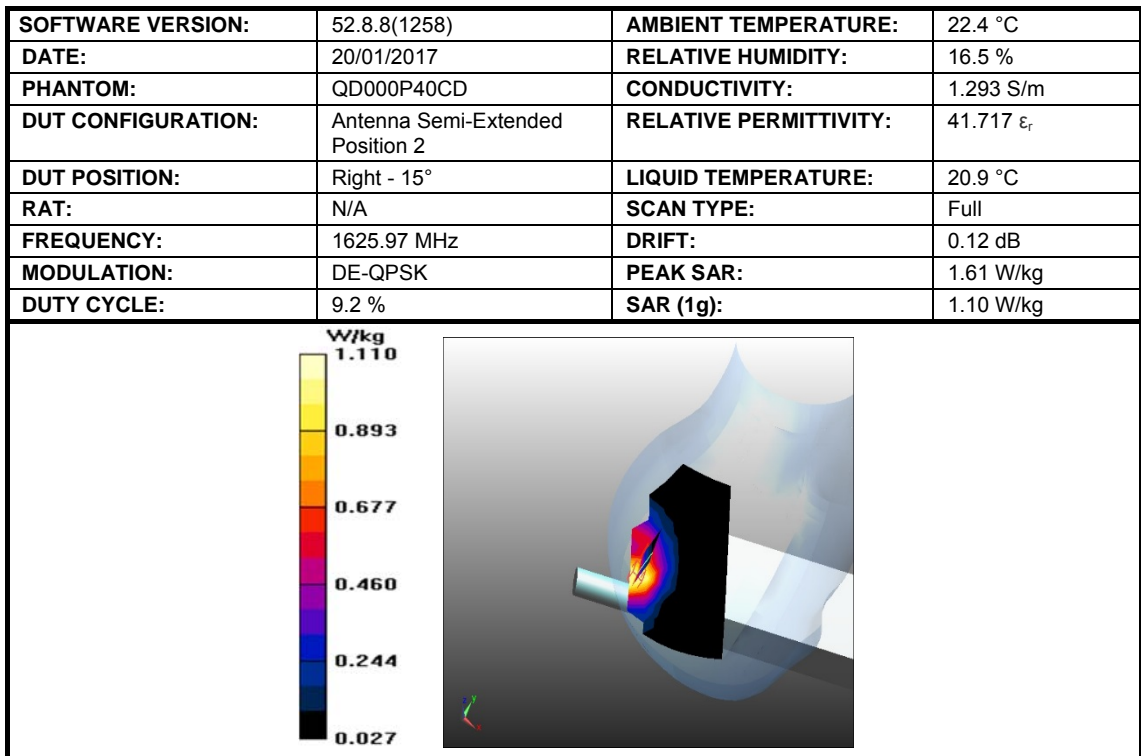 SOFTWARE VERSION: 52.8.8(1258) AMBIENT TEMPERATURE: 22.4 °C
DATE: 20/01/2017 RELATIVE HUMIDITY: 16.5 %
PHANTOM: QD000P40CD CONDUCTIVITY: 1.293 S/m
DUT CONFIGURATION: Antenna Semi-Extended RELATIVE PERMITTIVITY: 41.717 εr
Position 2
DUT POSITION: Right - 15° LIQUID TEMPERATURE: 20.9 °C
RAT: N/A SCAN TYPE: Full
FREQUENCY: 1625.97 MHz DRIFT: 0.12 dB
MODULATION: DE-QPSK PEAK SAR: 1.61 W/kg
DUTY CYCLE: 9.2 % SAR (1g): 1.10 W/kg
W/kg
1.110
0.893
0.677
0.460
0.244
0.027
z Y
x